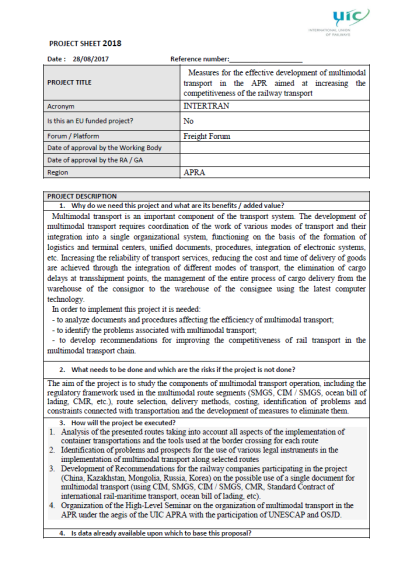 uic
INTERNATIONAL UNION
OF RAILWAYS
PROJECT SHEET 2018
Date : 28/08/2017 Reference number:
PROJECT TITLE
Measures for the effective development of multimodal
transport in the APR aimed at increasing the
competitiveness of the railway transport
Acronym INTERTRAN
Is this an EU funded project? No
Forum / Platform Freight Forum
Date of approval by the Working Body
Date of approval by the RA / GA
Region APRA
PROJECT DESCRIPTION
1. Why do we need this project and what are its benefits / added value?
Multimodal transport is an important component of the transport system. The development of
multimodal transport requires coordination of the work of various modes of transport and their
integration into a single organizational system, functioning on the basis of the formation of
logistics and terminal centers, unified documents, procedures, integration of electronic systems,
etc. Increasing the reliability of transport services, reducing the cost and time of delivery of goods
are achieved through the integration of different modes of transport, the elimination of cargo
delays at transshipment points, the management of the entire process of cargo delivery from the
warehouse of the consignor to the warehouse of the consignee using the latest computer
technology.
In order to implement this project it is needed:
- to analyze documents and procedures affecting the efficiency of multimodal transport;
- to identify the problems associated with multimodal transport;
- to develop recommendations for improving the competitiveness of rail transport in the
multimodal transport chain.
2. What needs to be done and which are the risks if the project is not done?
The aim of the project is to study the components of multimodal transport operation, including the
regulatory framework used in the multimodal route segments (SMGS, CIM / SMGS, ocean bill of
lading, CMR, etc.), route selection, delivery methods, costing, identification of problems and
constraints connected with transportation and the development of measures to eliminate them.
3. How will the project be executed?
1. Analysis of the presented routes taking into account all aspects of the implementation of
container transportations and the tools used at the border crossing for each route
2. Identification of problems and prospects for the use of various legal instruments in the
implementation of multimodal transport along selected routes
3. Development of Recommendations for the railway companies participating in the project
(China, Kazakhstan, Mongolia, Russia, Korea) on the possible use of a single document for
multimodal transport (using CIM, SMGS, CIM / SMGS, CMR, Standard Contract of
international rail-maritime transport, ocean bill of lading, etc).
4. Organization of the High-Level Seminar on the organization of multimodal transport in the
APR under the aegis of the UIC APRA with the participation of UNESCAP and OSJD.
4. Is data already available upon which to base this proposal?